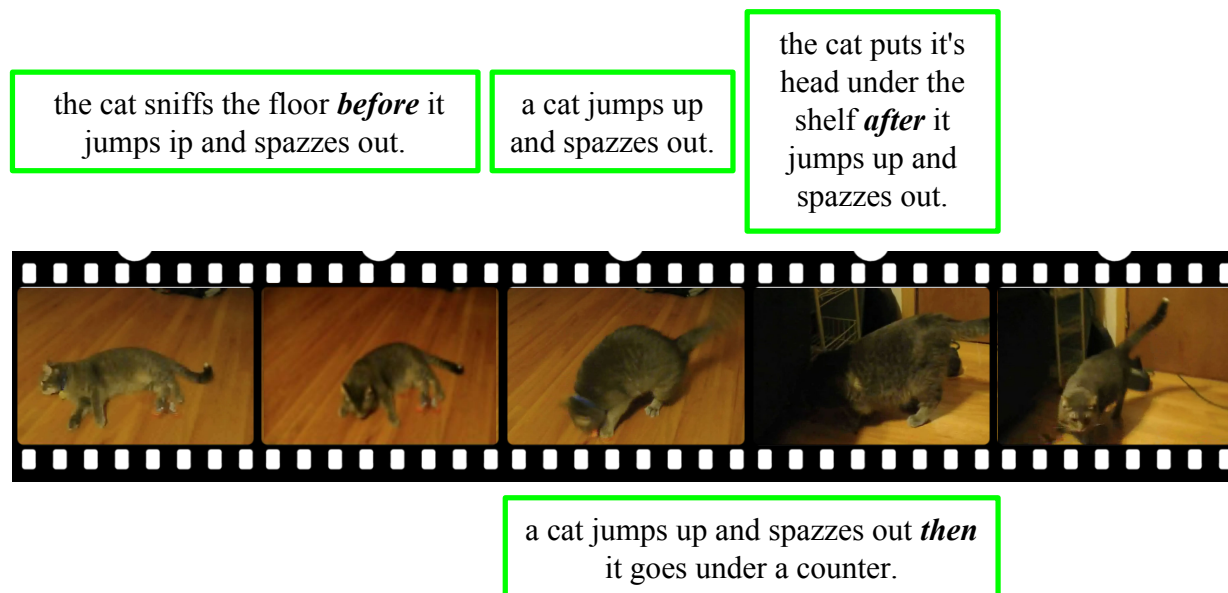 the cat sniffs the floor before it
jumps ip and spazzes out.
a cat jumps up
and spazzes out.
the cat puts it's
head under the
shelf after it
jumps up and
spazzes out.
a cat jumps up and spazzes out then
it goes under a counter.